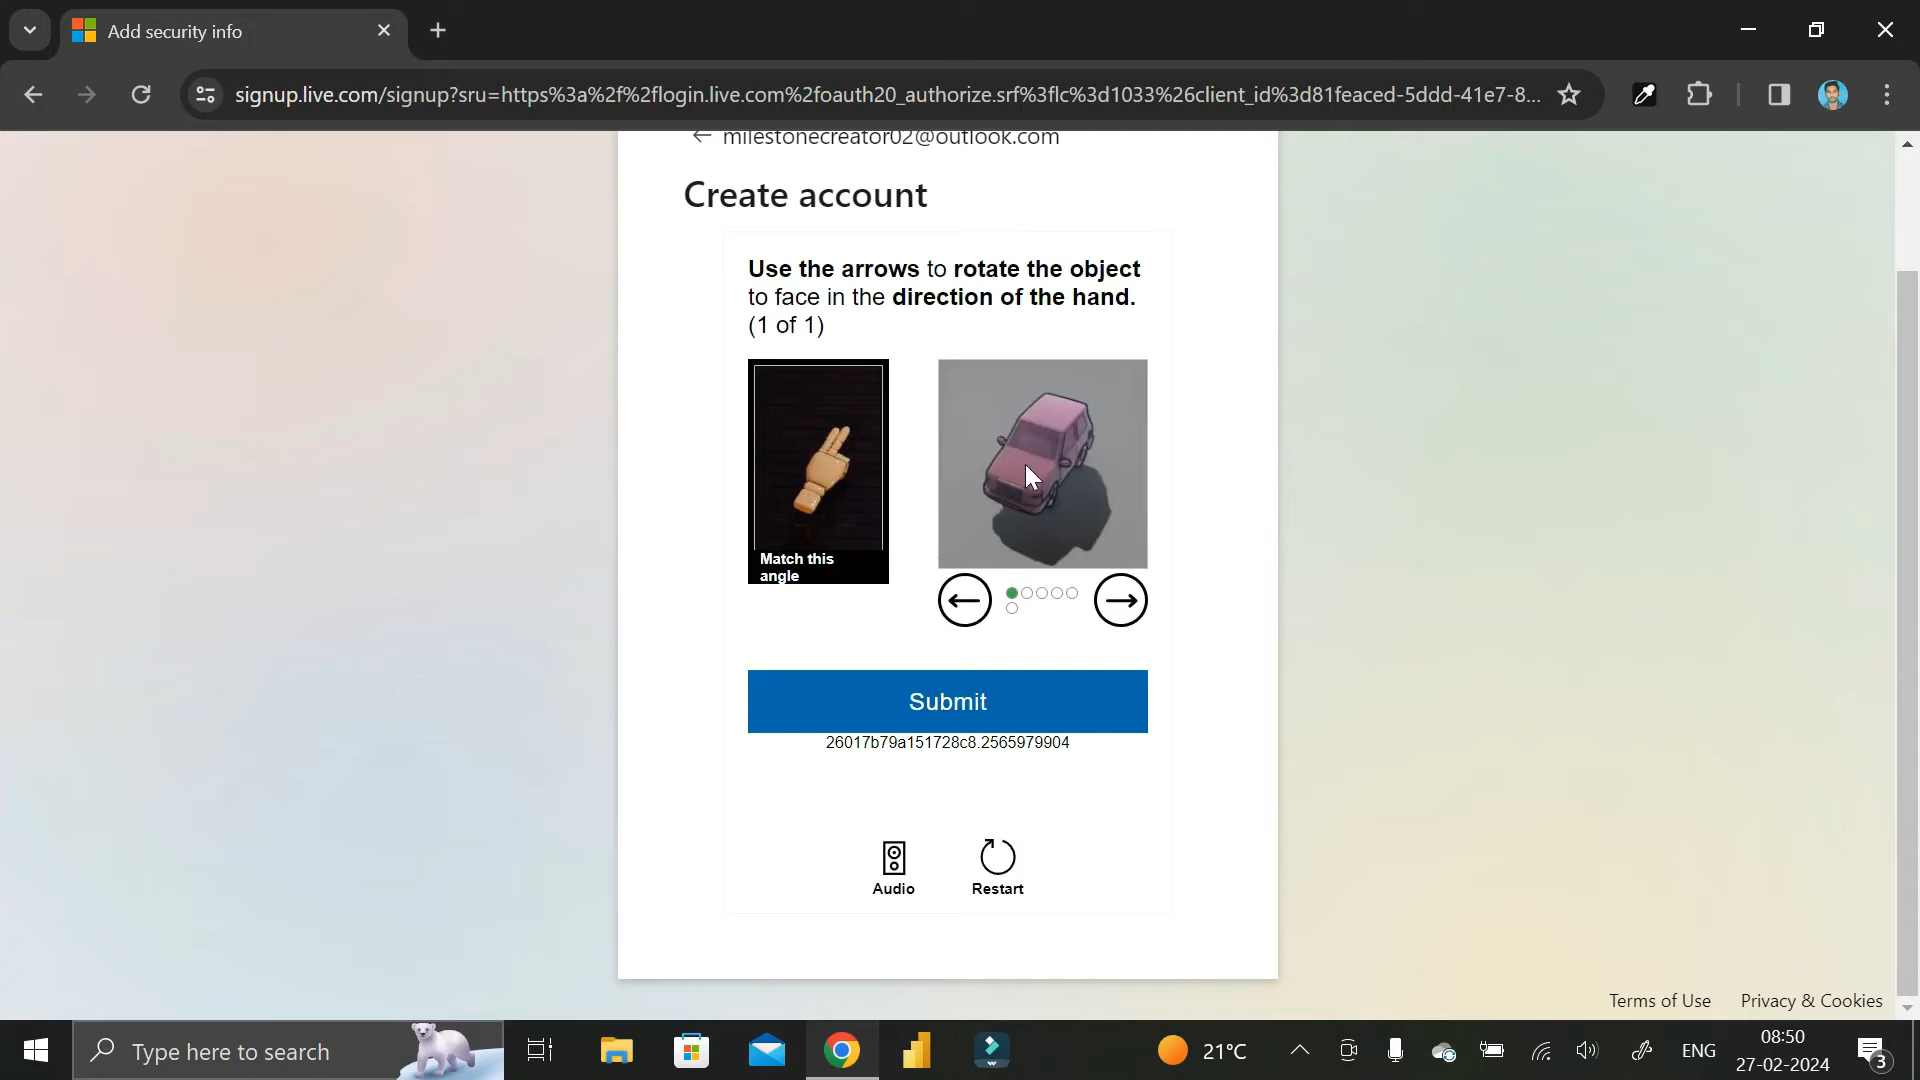 Add security info
signup.live.com/signup?sru=https%3a%2f%2flogin.live.com%2foauth20_authorize.srf%3flc%3d1033%26client_id%3d81feaced-5ddd-41e7-8...
milestonecreator02@outlook.com
Create account
Use the arrows to rotate the object
to face in the direction of the hand.
(1 of 1)
Match this
angle
Submit
26017b79a151728c8.2565979904
Audio
Restart
Terms of Use
Privacy & Cookies
Type here to search
21°C
ENG
08:50
27-02-2024
3